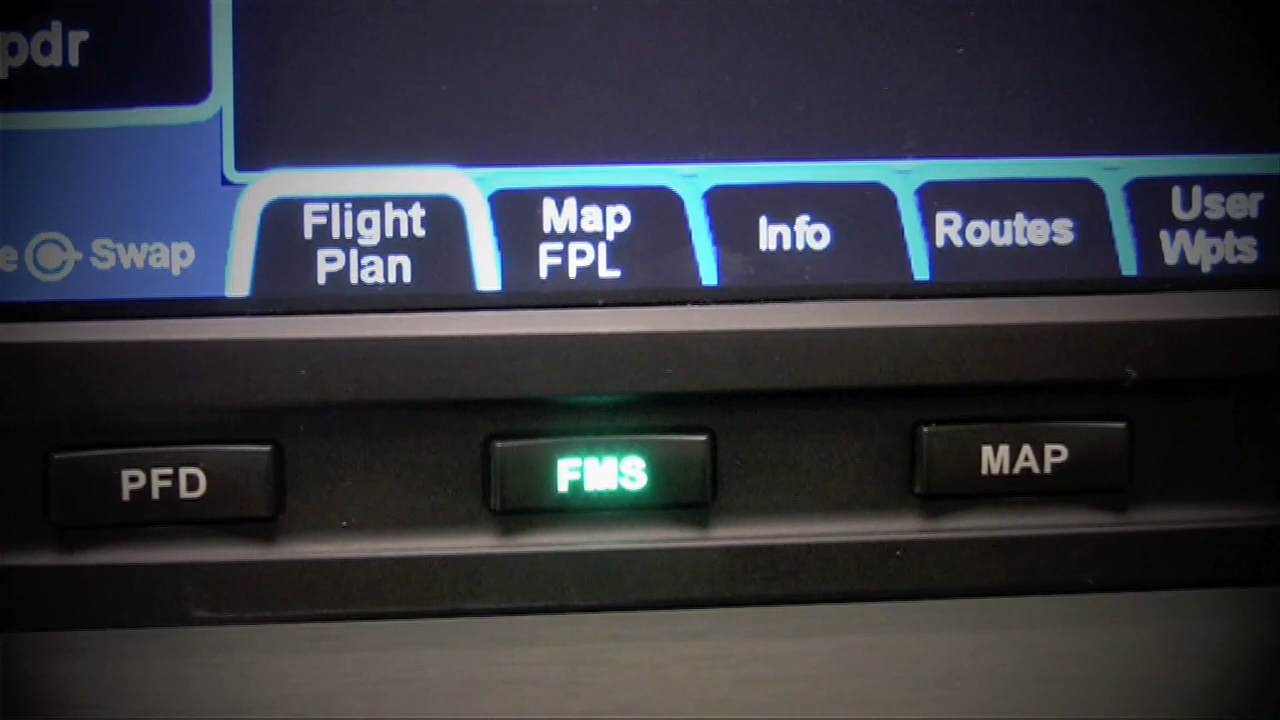 pdr
e Swap
Flight
Plan
Map
FPL
Info
Routes
User
Wpts
PFD
FMS
MAP